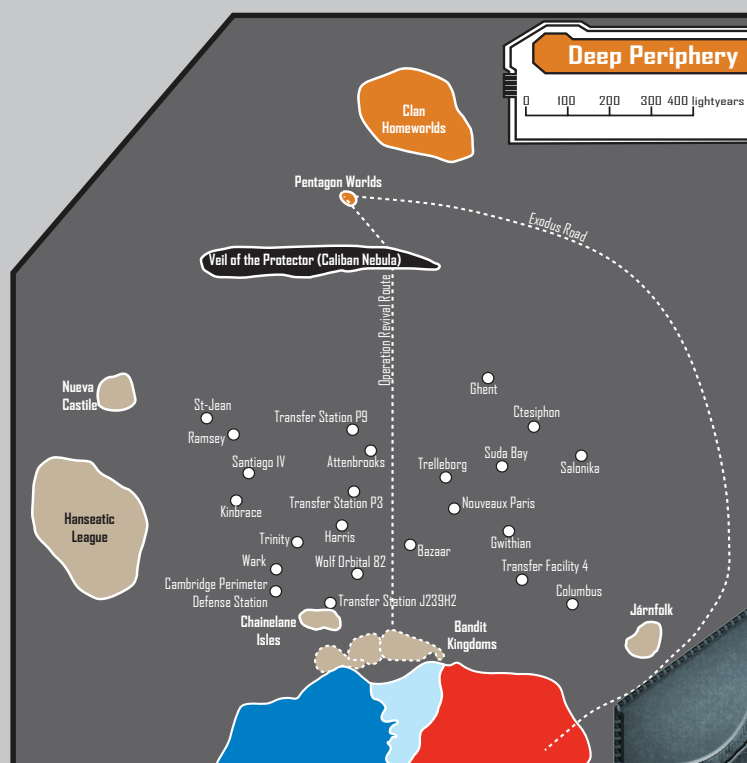 Deep Periphery
0 100 200 300 400 lightyears
Clan
Homeworlds
Pentagon Worlds
Exodus Road
Veil of the Protector (Caliban Nebula)
Operation Revival Route
Nueva
Castile
Ghent
St-Jean
Ramsey
Transfer Station P9
Ctesiphon
Santiago IV
Attenbrooks
Trelleborg
Suda Bay
Salonika
Kinbrace
Transfer Station P3
Nouveaux Paris
Hanseatic
League
Trinity
Harris
Bazaar
Gwithian
Wark
Wolf Orbital 82
Transfer Facility 4
Cambridge Perimeter
Defense Station
Transfer Station J239H2
Columbus
Chainelane
Isles
Bandit
Kingdoms
Járnfolk